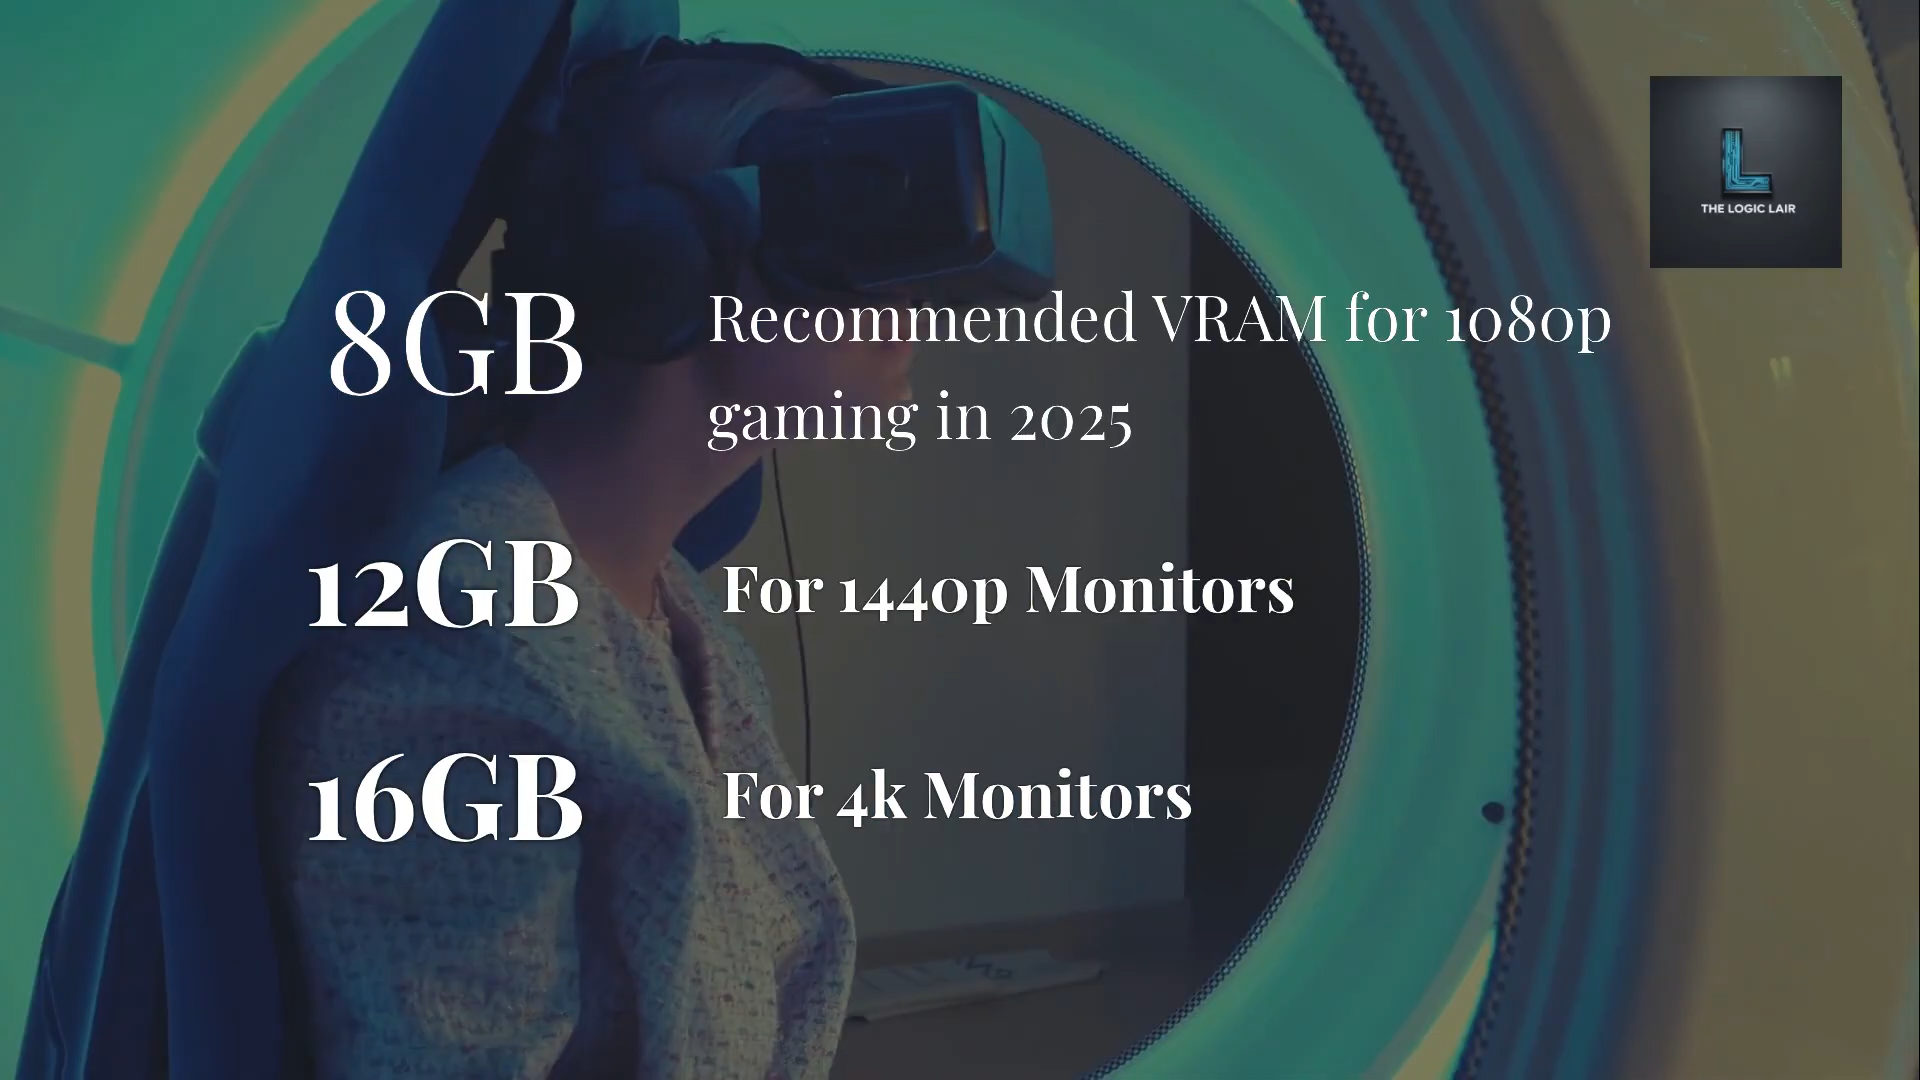 THE LOGIC LAIR
8GB
Recommended VRAM for 1080p
gaming in 2025
12GB
For 1440p Monitors
16GB
For 4k Monitors